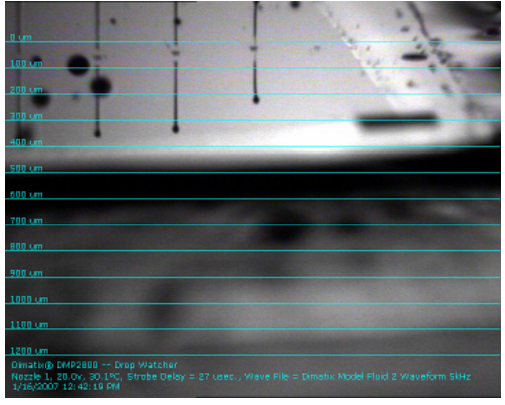 0 um
100 um
200 um
300 um
400 um
500 um
600 um
700 um
800 um
900 um
1000 um
1100 um
1200 um
Dimatix® DMP2800 -- Drop Watcher
Nozzle 1, 20.0v, 30.1ºC, Strobe Delay = 27 usec., Wave File = Dimatix Model Fluid 2 Waveform 5kHz
1/16/2007 12:42:19 PM